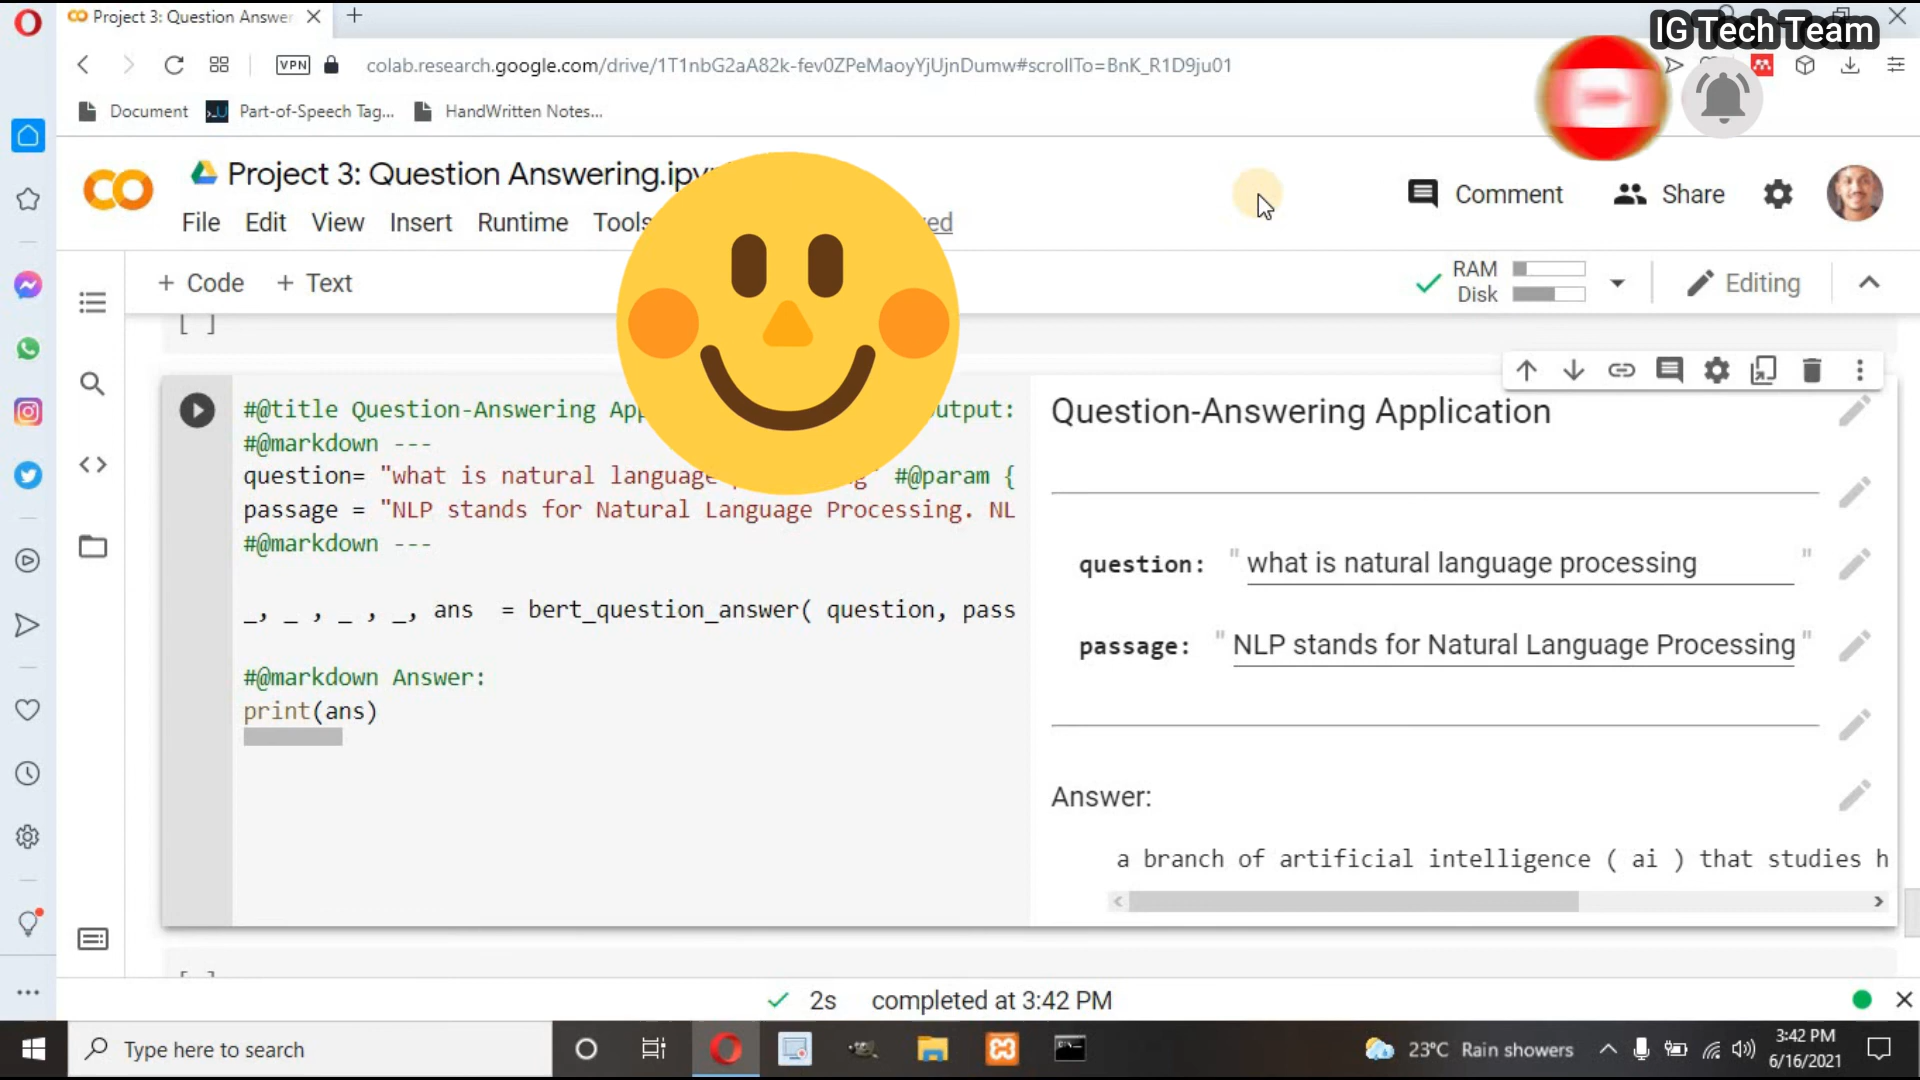 Project 3: Question Answer
IG Tech Team
VPN
colab.research.google.com/drive/1T1nbG2aA82k-fev0ZPeMaoyYjUjnDumw#scrollTo=BnK_R1D9ju01
Document
Part-of-Speech Tag...
HandWritten Notes...
Project 3: Question Answering.ipy
File Edit View Insert Runtime Tools
Comment
Share
+ Code + Text
RAM
Disk
Editing
[ ]
#@title Question-Answering App
utput:
#@markdown ---
question= "what is natural language
#@param {
passage = "NLP stands for Natural Language Processing. NL
#@markdown ---
_, _ , _ , _, ans = bert_question_answer( question, pass
#@markdown Answer:
print(ans)
Question-Answering Application
question: "what is natural language processing"
passage: "NLP stands for Natural Language Processing"
Answer:
a branch of artificial intelligence ( ai ) that studies h
[ ]
2s completed at 3:42 PM
Type here to search
23°C Rain showers
3:42 PM
6/16/2021